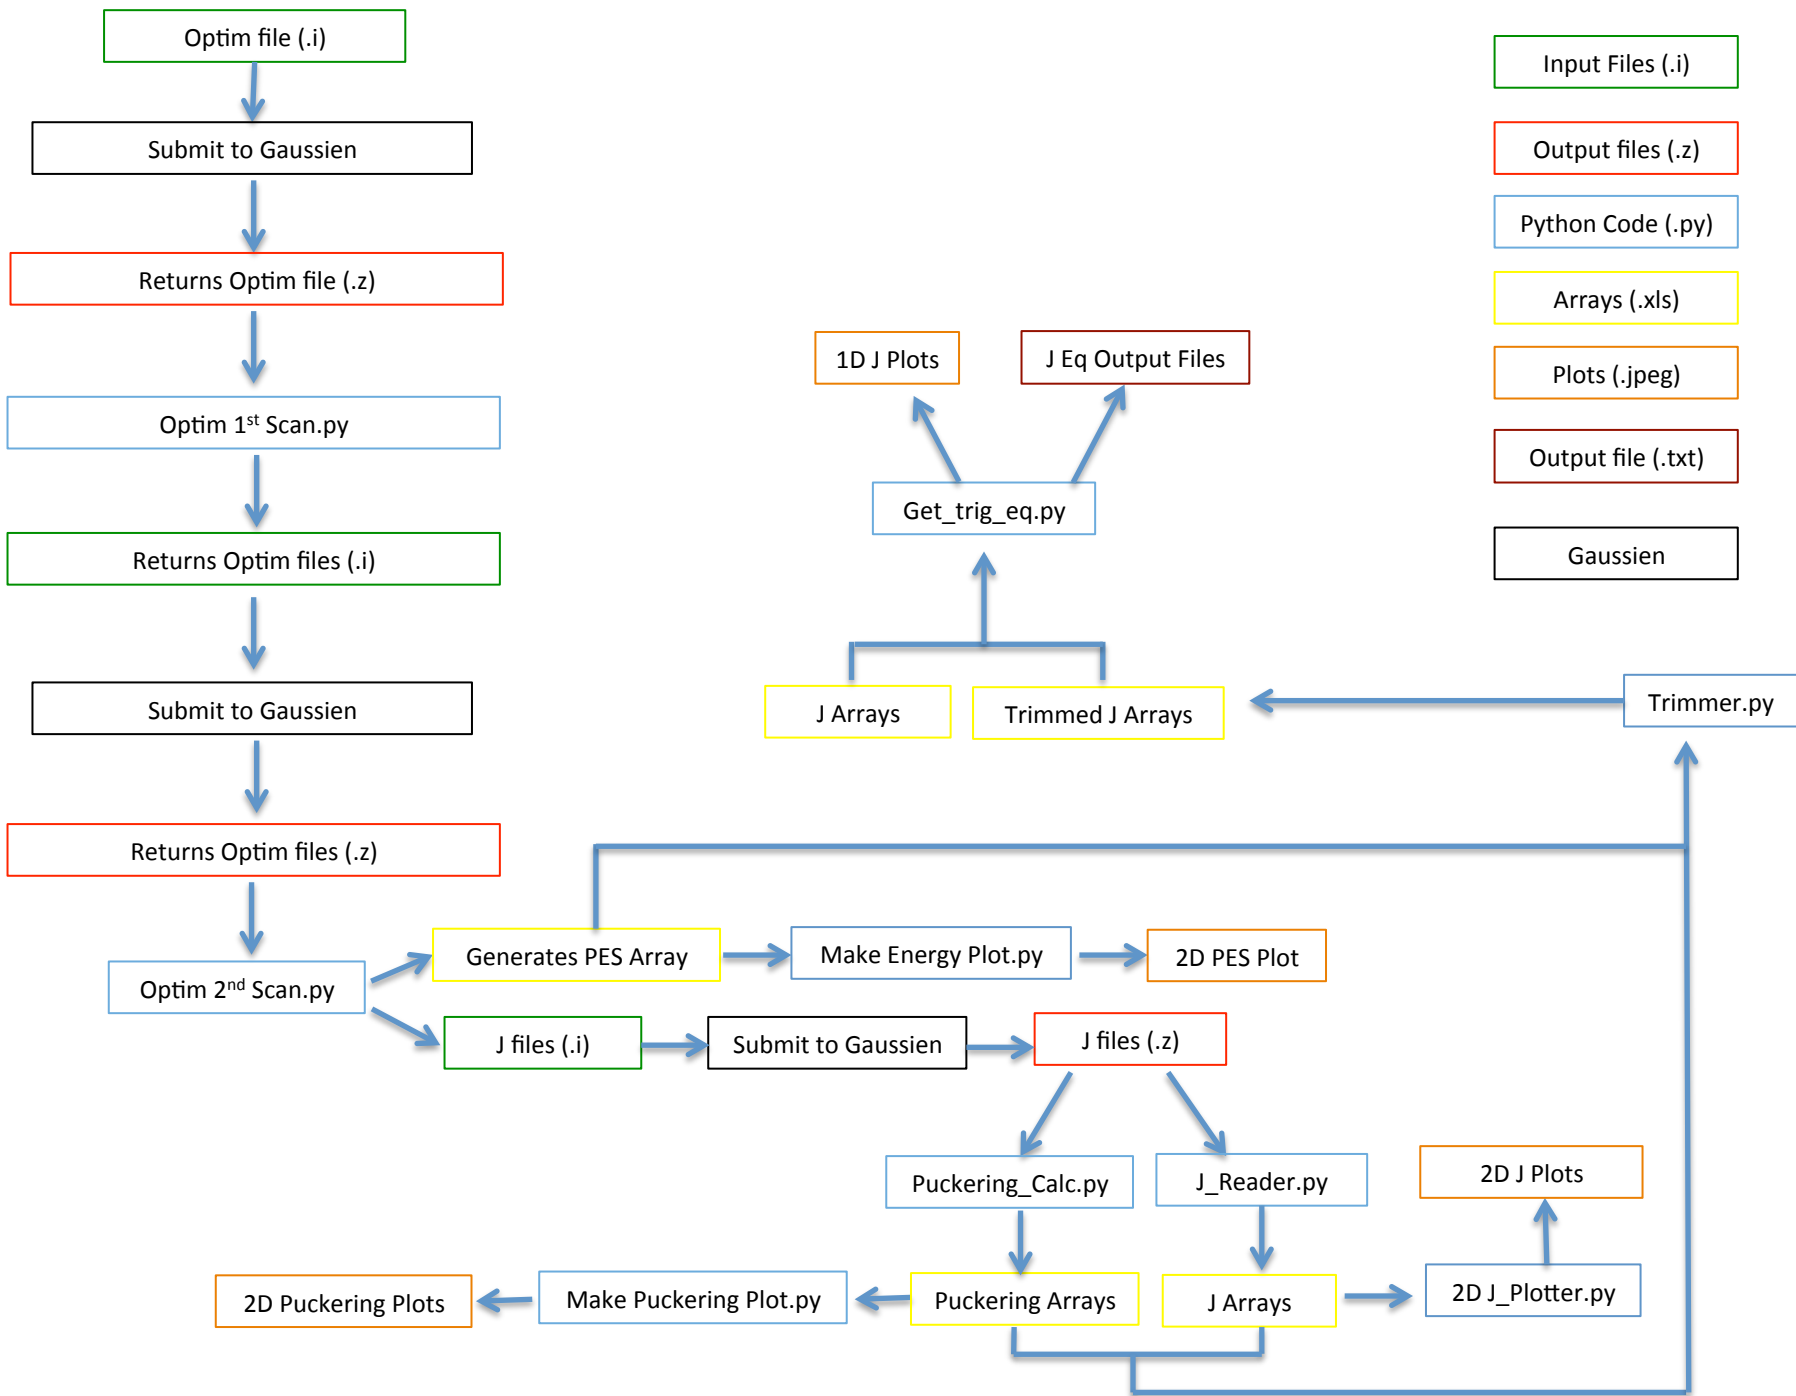 Optim file (.i)
Submit to Gaussien
Returns Optim file (.z)
Optim 1st Scan.py
Returns Optim files (.i)
Submit to Gaussien
Returns Optim files (.z)
Optim 2nd Scan.py
Generates PES Array
Make Energy Plot.py
2D PES Plot
J files (.i)
Submit to Gaussien
J files (.z)
Puckering_Calc.py
J_Reader.py
2D J Plots
2D Puckering Plots
Make Puckering Plot.py
Puckering Arrays
J Arrays
2D J_Plotter.py
1D J Plots
J Eq Output Files
Get_trig_eq.py
J Arrays
Trimmed J Arrays
Trimmer.py
Input Files (.i)
Output files (.z)
Python Code (.py)
Arrays (.xls)
Plots (.jpeg)
Output file (.txt)
Gaussien